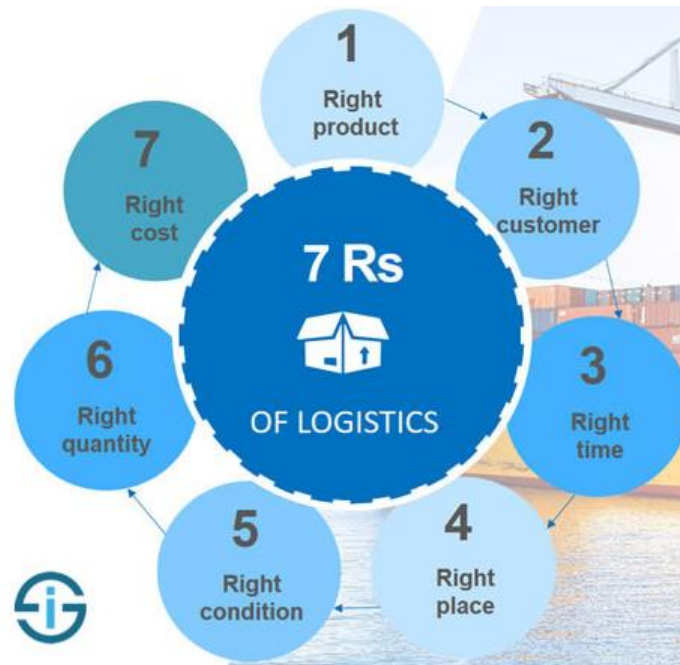 7 Rs
OF LOGISTICS
1
Right
product
2
Right
customer
3
Right
time
4
Right
place
5
Right
condition
6
Right
quantity
7
Right
cost